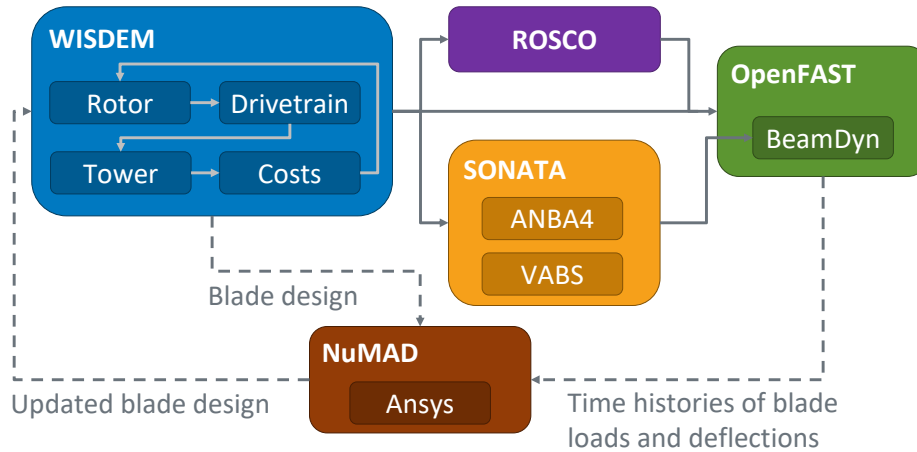 WISDEM
Rotor
Drivetrain
Tower
Costs
ROSCO
OpenFAST
BeamDyn
SONATA
ANBA4
VABS
Blade design
NuMAD
Ansys
Updated blade design
Time histories of blade
loads and deflections